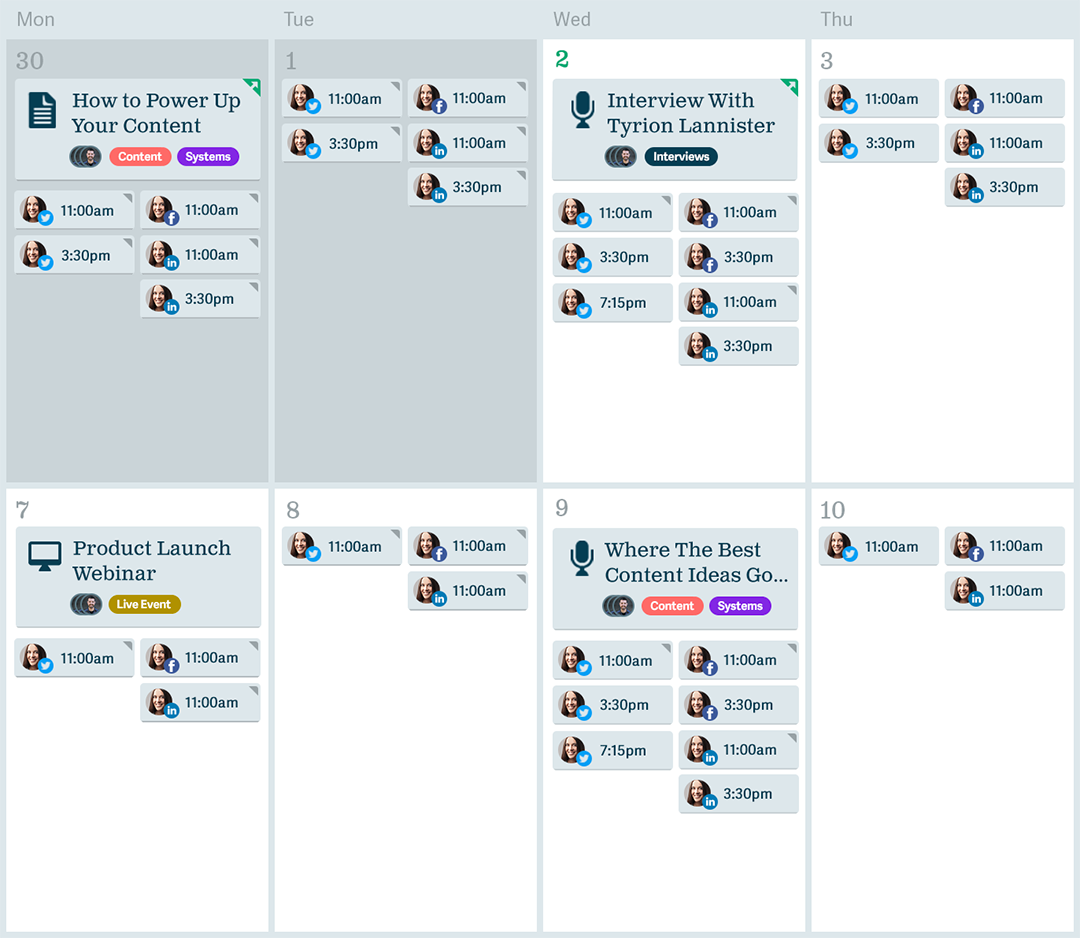 Mon Tue Wed Thu
30
How to Power Up
Your Content
Content Systems
11:00am 11:00am
3:30pm 11:00am
3:30pm
1
11:00am 11:00am
3:30pm 11:00am
3:30pm
2
Interview With
Tyrion Lannister
Interviews
11:00am 11:00am
3:30pm 3:30pm
7:15pm 11:00am
3:30pm
3
11:00am 11:00am
3:30pm 11:00am
3:30pm
7
Product Launch
Webinar
Live Event
11:00am 11:00am
11:00am
8
11:00am 11:00am
11:00am
9
Where The Best
Content Ideas Go...
Content Systems
11:00am 11:00am
3:30pm 3:30pm
7:15pm 11:00am
3:30pm
10
11:00am 11:00am
11:00am